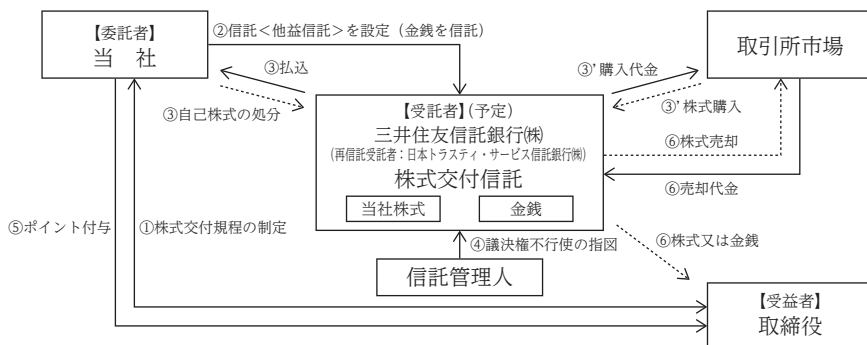 【委託者】
当 社
②信託＜他益信託＞を設定（金銭を信託）
取引所市場
③払込
③自己株式の処分
③’購入代金
③’株式購入
【受託者】(予定)
三井住友信託銀行㈱
(再信託受託者：日本トラスティ・サービス信託銀行㈱)
株式交付信託
当社株式
金銭
⑥株式売却
⑥売却代金
⑤ポイント付与
①株式交付規程の制定
④議決権不行使の指図
⑥株式又は金銭
信託管理人
【受益者】
取締役